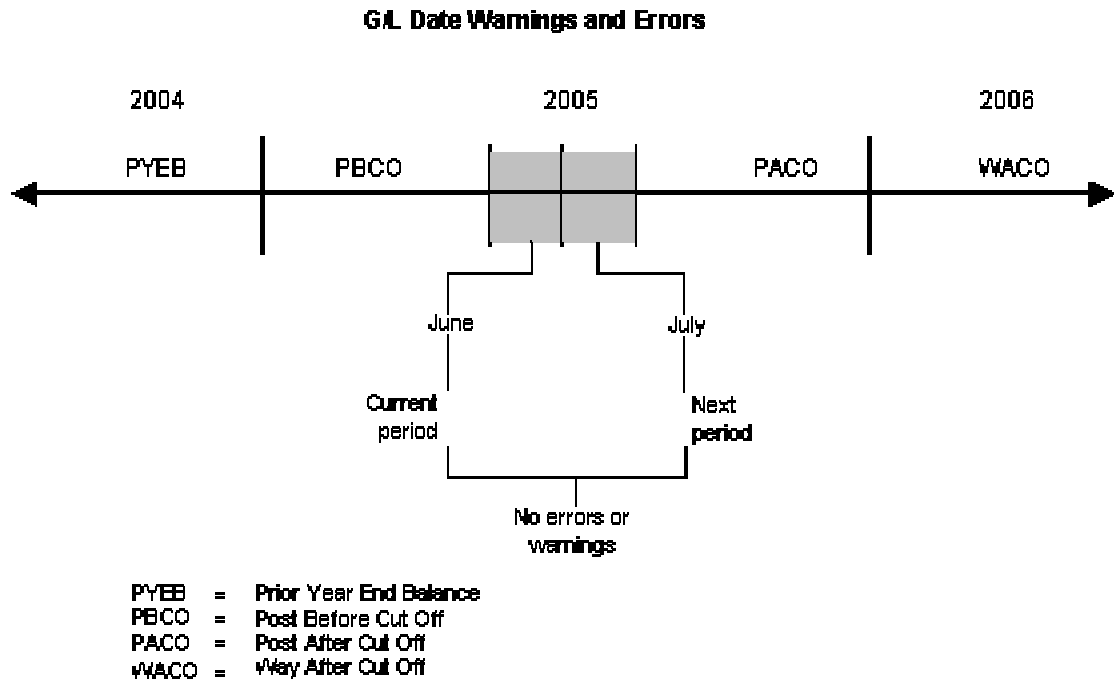 G/L Date Warnings and Errors
2004 2005 2006
PYEB PBCO PACO WACO
June July
Current period
Next period
No errors or
warnings
PYEB = Prior Year End Balance
PBCO = Post Before Cut Off
PACO = Post After Cut Off
WACO = Way After Cut Off